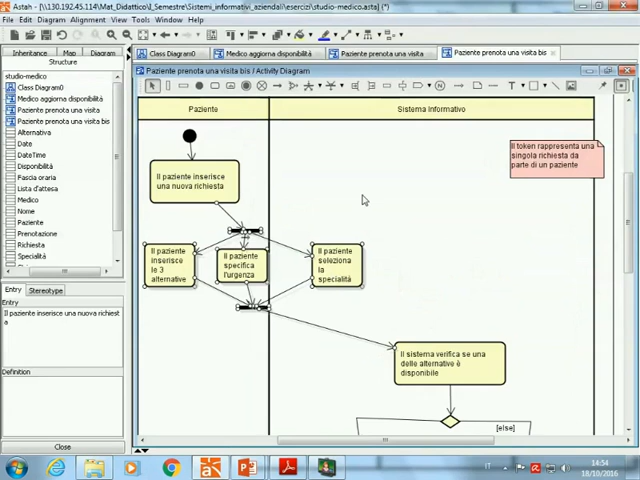 Astah - [\\130.192.45.114\Mat_Didattico\I_Semestre\Sistemi_informativi_aziendali\esercizi\studio-medico.asta] (*)
File Edit Diagram Alignment View Tools Window Help
Inheritance Map Diagram
Structure
studio-medico
Class Diagram0
Medico aggiorna disponibilità
Paziente prenota una visita
Paziente prenota una visita bis
Alternativa
Date
DateTime
Disponibilità
Fascia oraria
Lista d'attesa
Medico
Nome
Paziente
Prenotazione
Richiesta
Specialità
Entry Stereotype
Entry
Il paziente inserisce una nuova richiest
a
Definition
Close
Class Diagram0 Medico aggiorna disponibilità Paziente prenota una visita Paziente prenota una visita bis
Paziente prenota una visita bis / Activity Diagram
Paziente
Sistema Informativo
Il token rappresenta una
singola richiesta da
parte di un paziente
Il paziente inserisce
una nuova richiesta
Il paziente
inserisce
le 3
alternative
Il paziente
specifica
l'urgenza
Il paziente
seleziona
la
specialità
Il sistema verifica se una
delle alternative è
disponibile
[else]
IT
14:54
18/10/2016